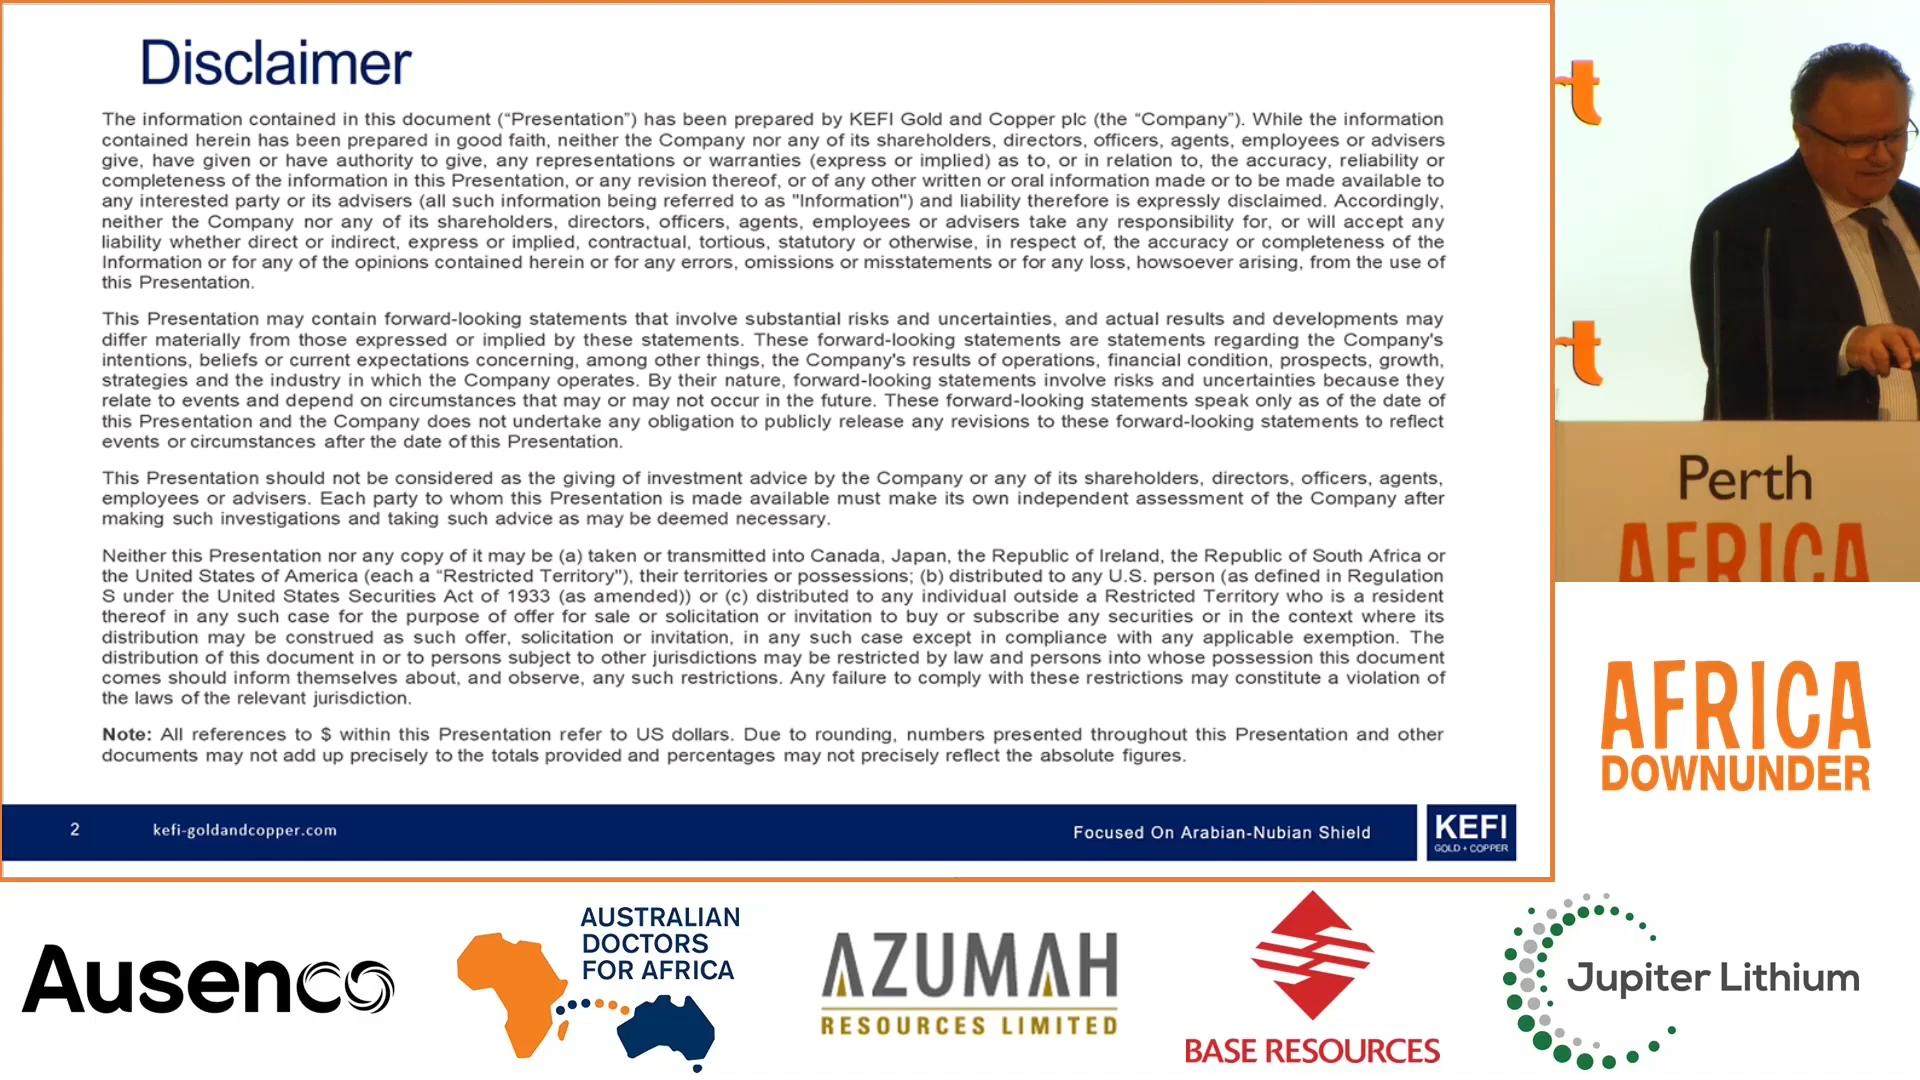 Disclaimer
The information contained in this document (“Presentation”) has been prepared by KEFI Gold and Copper plc (the “Company”). While the information
contained herein has been prepared in good faith, neither the Company nor any of its shareholders, directors, officers, agents, employees or advisers
give, have given or have authority to give, any representations or warranties (express or implied) as to, or in relation to, the accuracy, reliability or
completeness of the information in this Presentation, or any revision thereof, or of any other written or oral information made or to be made available to
any interested party or its advisers (all such information being referred to as "Information") and liability therefore is expressly disclaimed. Accordingly,
neither the Company nor any of its shareholders, directors, officers, agents, employees or advisers take any responsibility for, or will accept any
liability whether direct or indirect, express or implied, contractual, tortious, statutory or otherwise, in respect of, the accuracy or completeness of the
Information or for any of the opinions contained herein or for any errors, omissions or misstatements or for any loss, howsoever arising, from the use of
this Presentation.
This Presentation may contain forward-looking statements that involve substantial risks and uncertainties, and actual results and developments may
differ materially from those expressed or implied by these statements. These forward-looking statements are statements regarding the Company's
intentions, beliefs or current expectations concerning, among other things, the Company's results of operations, financial condition, prospects, growth,
strategies and the industry in which the Company operates. By their nature, forward-looking statements involve risks and uncertainties because they
relate to events and depend on circumstances that may or may not occur in the future. These forward-looking statements speak only as of the date of
this Presentation and the Company does not undertake any obligation to publicly release any revisions to these forward-looking statements to reflect
events or circumstances after the date of this Presentation.
This Presentation should not be considered as the giving of investment advice by the Company or any of its shareholders, directors, officers, agents,
employees or advisers. Each party to whom this Presentation is made available must make its own independent assessment of the Company after
making such investigations and taking such advice as may be deemed necessary.
Neither this Presentation nor any copy of it may be (a) taken or transmitted into Canada, Japan, the Republic of Ireland, the Republic of South Africa or
the United States of America (each a “Restricted Territory"), their territories or possessions; (b) distributed to any U.S. person (as defined in Regulation
S under the United States Securities Act of 1933 (as amended)) or (c) distributed to any individual outside a Restricted Territory who is a resident
thereof in any such case for the purpose of offer for sale or solicitation or invitation to buy or subscribe any securities or in the context where its
distribution may be construed as such offer, solicitation or invitation, in any such case except in compliance with any applicable exemption. The
distribution of this document in or to persons subject to other jurisdictions may be restricted by law and persons into whose possession this document
comes should inform themselves about, and observe, any such restrictions. Any failure to comply with these restrictions may constitute a violation of
the laws of the relevant jurisdiction.
Note: All references to $ within this Presentation refer to US dollars. Due to rounding, numbers presented throughout this Presentation and other
documents may not add up precisely to the totals provided and percentages may not precisely reflect the absolute figures.
2
kefi-goldandcopper.com
Focused On Arabian-Nubian Shield
KEFI
GOLD + COPPER
t
t
Perth
AFRICA
AFRICA
DOWNUNDER
Ausenco
AUSTRALIAN
DOCTORS
FOR AFRICA
AZUMAH
RESOURCES LIMITED
BASE RESOURCES
Jupiter Lithium